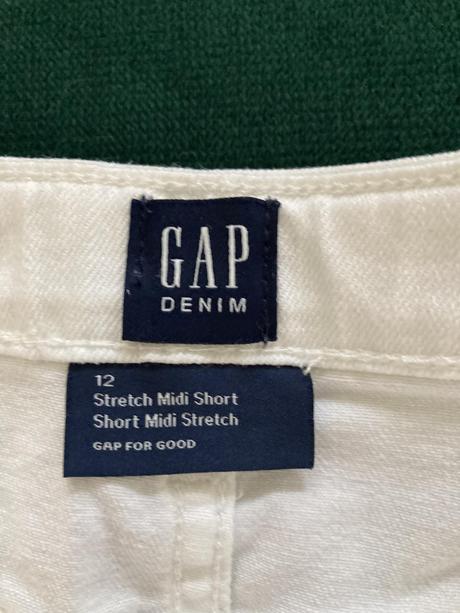 GAP
DENIM
12
Stretch Midi Short
Short Midi Stretch
GAP FOR GOOD